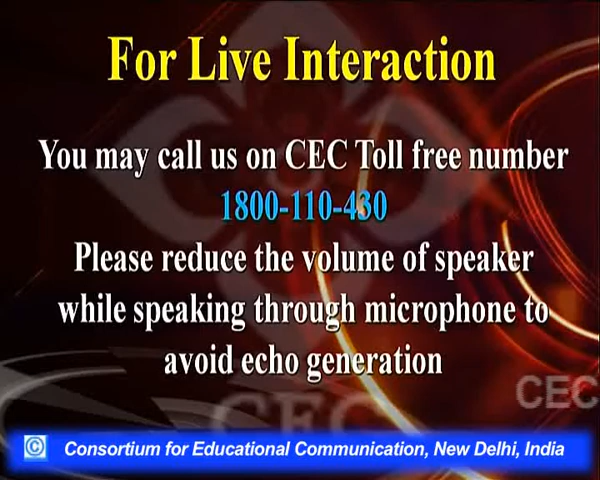 For Live Interaction
You may call us on CEC Toll free number
1800-110-430
Please reduce the volume of speaker
while speaking through microphone to
avoid echo generation
CEC
CEC
© Consortium for Educational Communication, New Delhi, India